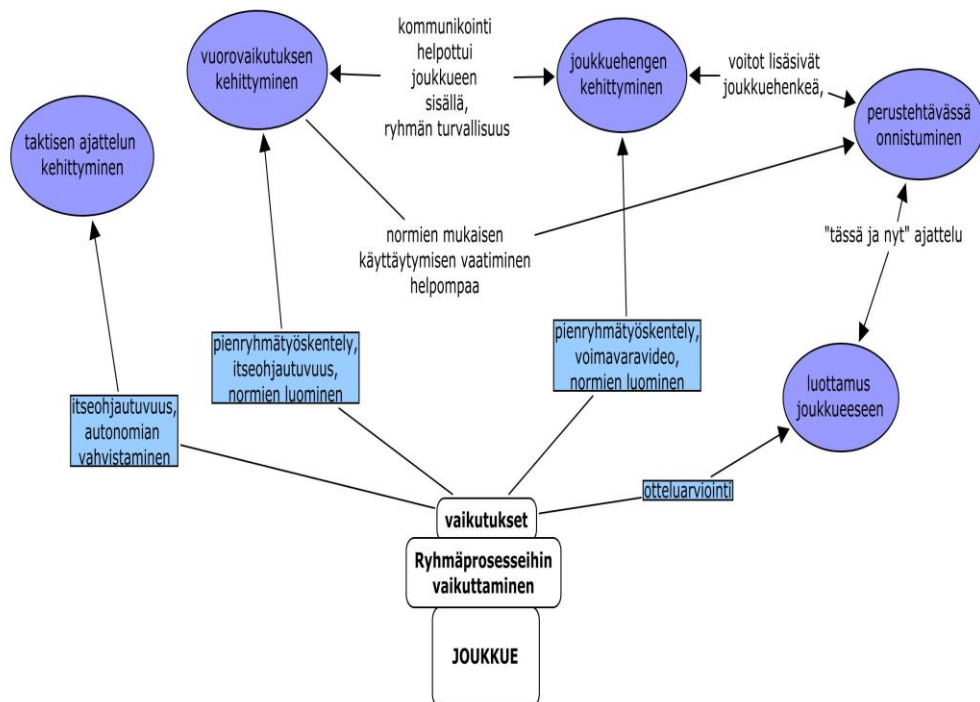 kommunikointi
helpottui
joukkueen
sisällä,
ryhmän turvallisuus
vuorovaikutuksen
kehittyminen
joukkuehengen
kehittyminen
voitot lisäsivät
joukkuehenkeä,
perustehtävässä
onnistuminen
taktisen ajattelun
kehittyminen
normien mukaisen
käyttäytymisen vaatiminen
helpompaa
"tässä ja nyt" ajattelu
pienryhmätyöskentely,
itseohjautuvuus,
normien luominen
pienryhmätyöskentely,
voimavaravideo,
normien luominen
luottamus
joukkueeseen
itseohjautuvuus,
autonomian
vahvistaminen
otteluarviointi
vaikutukset
Ryhmäprosesseihin
vaikuttaminen
JOUKKUE